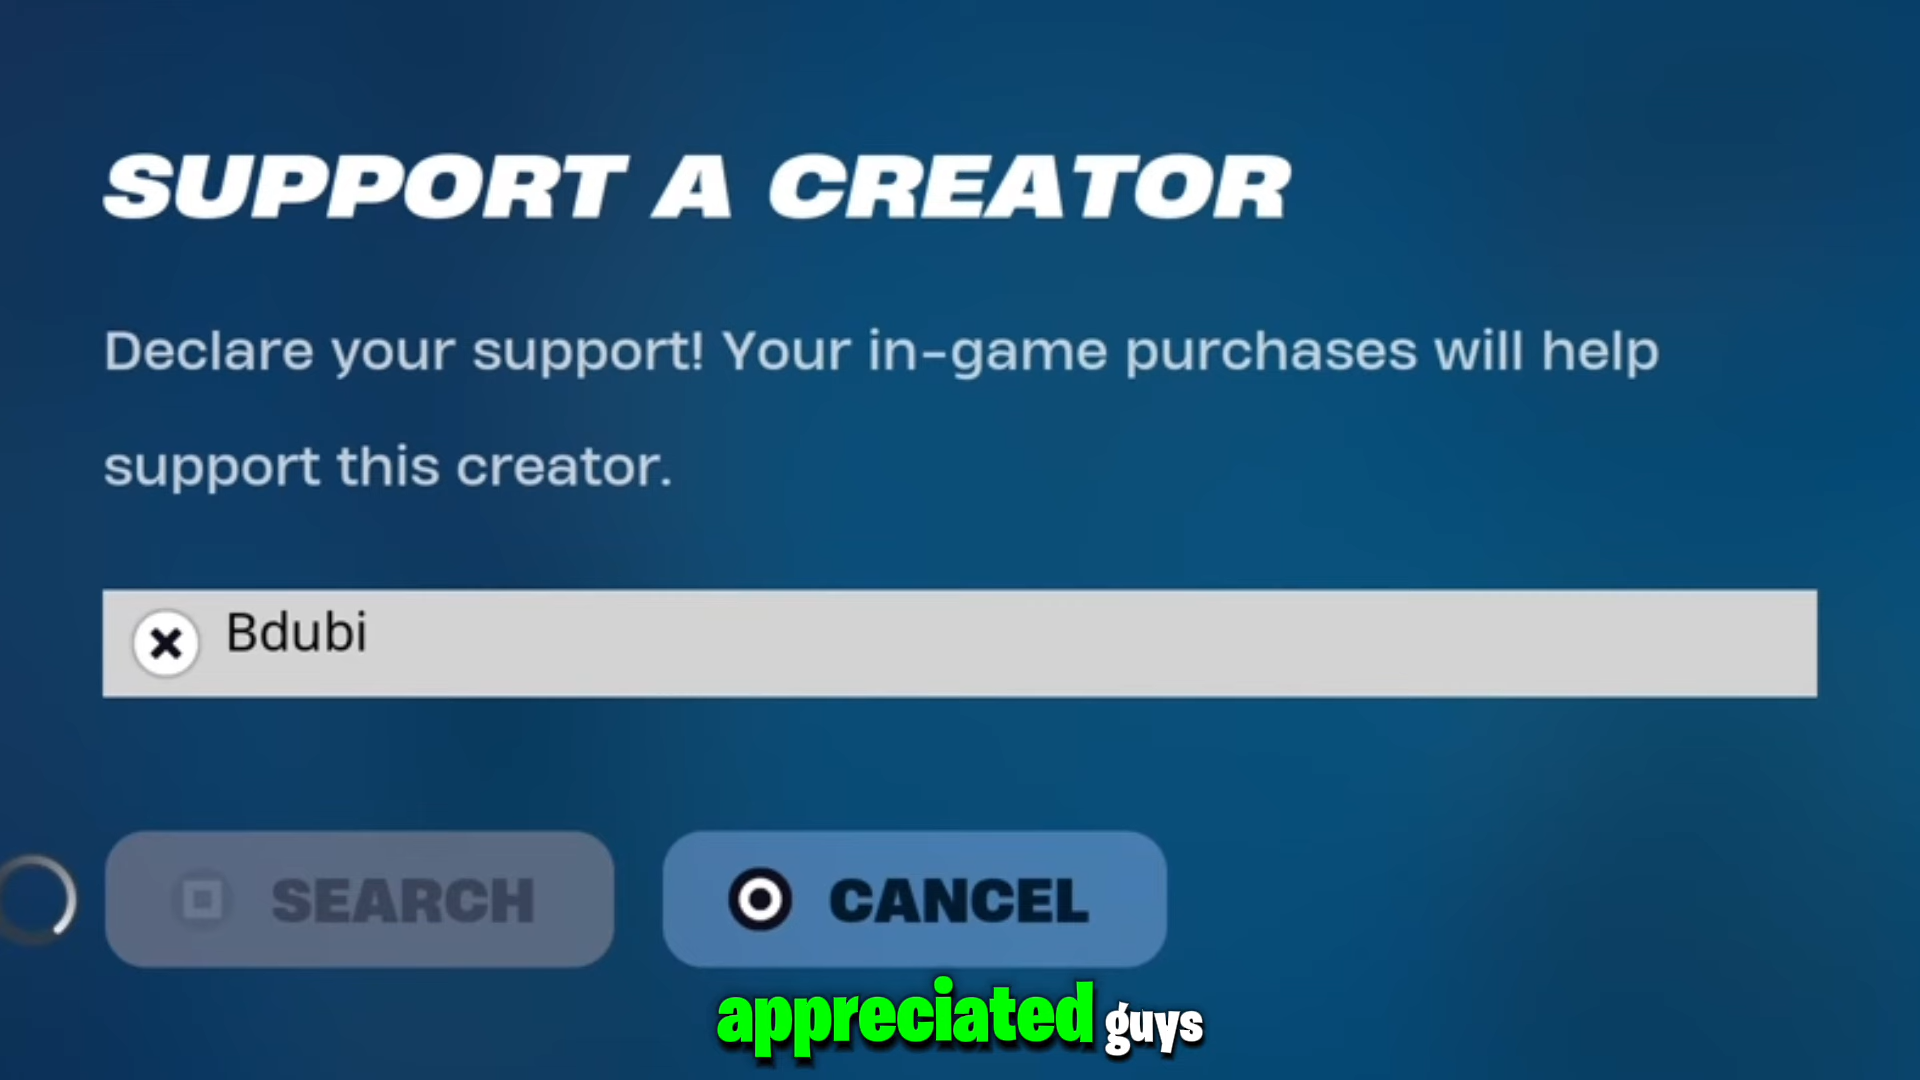 SUPPORT A CREATOR
Declare your support! Your in-game purchases will help
support this creator.
Bdubi
SEARCH
CANCEL
appreciated guys